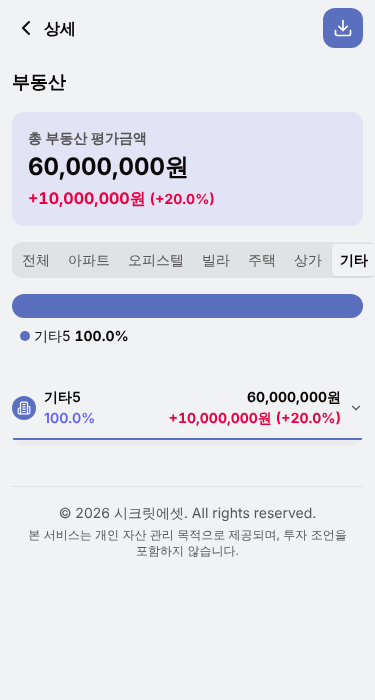 상세
부동산
총 부동산 평가금액
60,000,000원
+10,000,000원 (+20.0%)
전체 아파트 오피스텔 빌라 주택 상가 기타
기타5 100.0%
기타5 60,000,000원
100.0% +10,000,000원 (+20.0%)
© 2026 시크릿에셋. All rights reserved.
본 서비스는 개인 자산 관리 목적으로 제공되며, 투자 조언을
포함하지 않습니다.